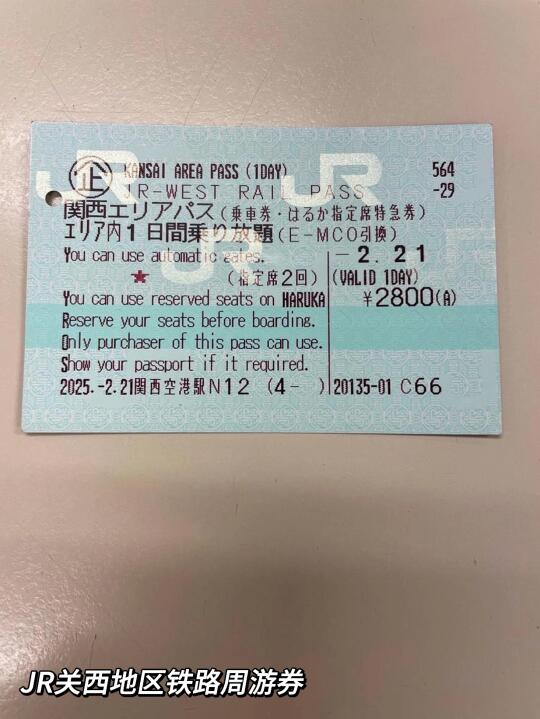 企 KANSAI AREA PASS (1DAY) 564
JR-WEST RAIL PASS -29
関西エリアパス(乗車券・はるか指定席特急券)
エリア内1日間乗り放題(E-MCO引換)
You can use automatic gates. -2.21
★ (指定席2回) (VALID 1DAY)
You can use reserved seats on HARUKA ¥2800(A)
Reserve your seats before boarding.
Only purchaser of this pass can use.
Show your passport if it required.
2025.-2.21関西空港駅N12 (4- ) 20135-01 C66
JR关西地区铁路周游券